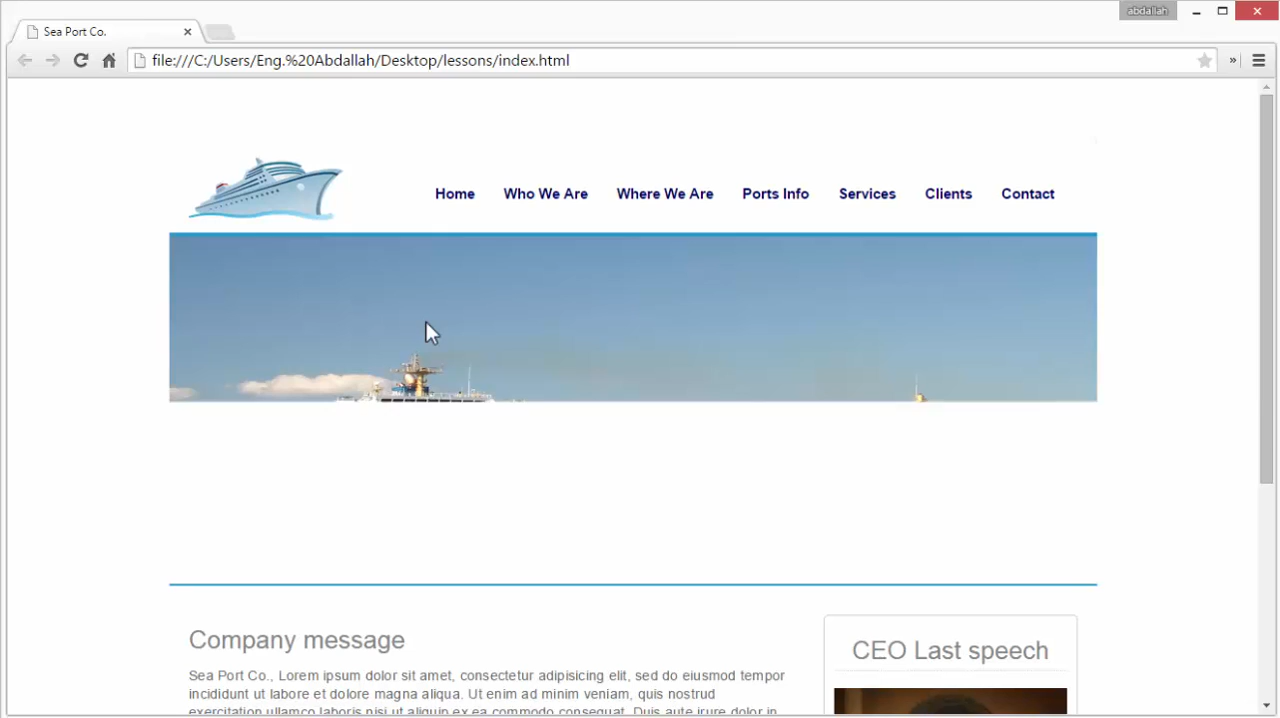 abdallah
Sea Port Co.
file:///C:/Users/Eng.%20Abdallah/Desktop/lessons/index.html
Home Who We Are Where We Are Ports Info Services Clients Contact
Company message
CEO Last speech
Sea Port Co., Lorem ipsum dolor sit amet, consectetur adipisicing elit, sed do eiusmod tempor
incididunt ut labore et dolore magna aliqua. Ut enim ad minim veniam, quis nostrud
exercitation ullamco laboris nisi ut aliquip ex ea commodo consequat. Duis aute irure dolor in